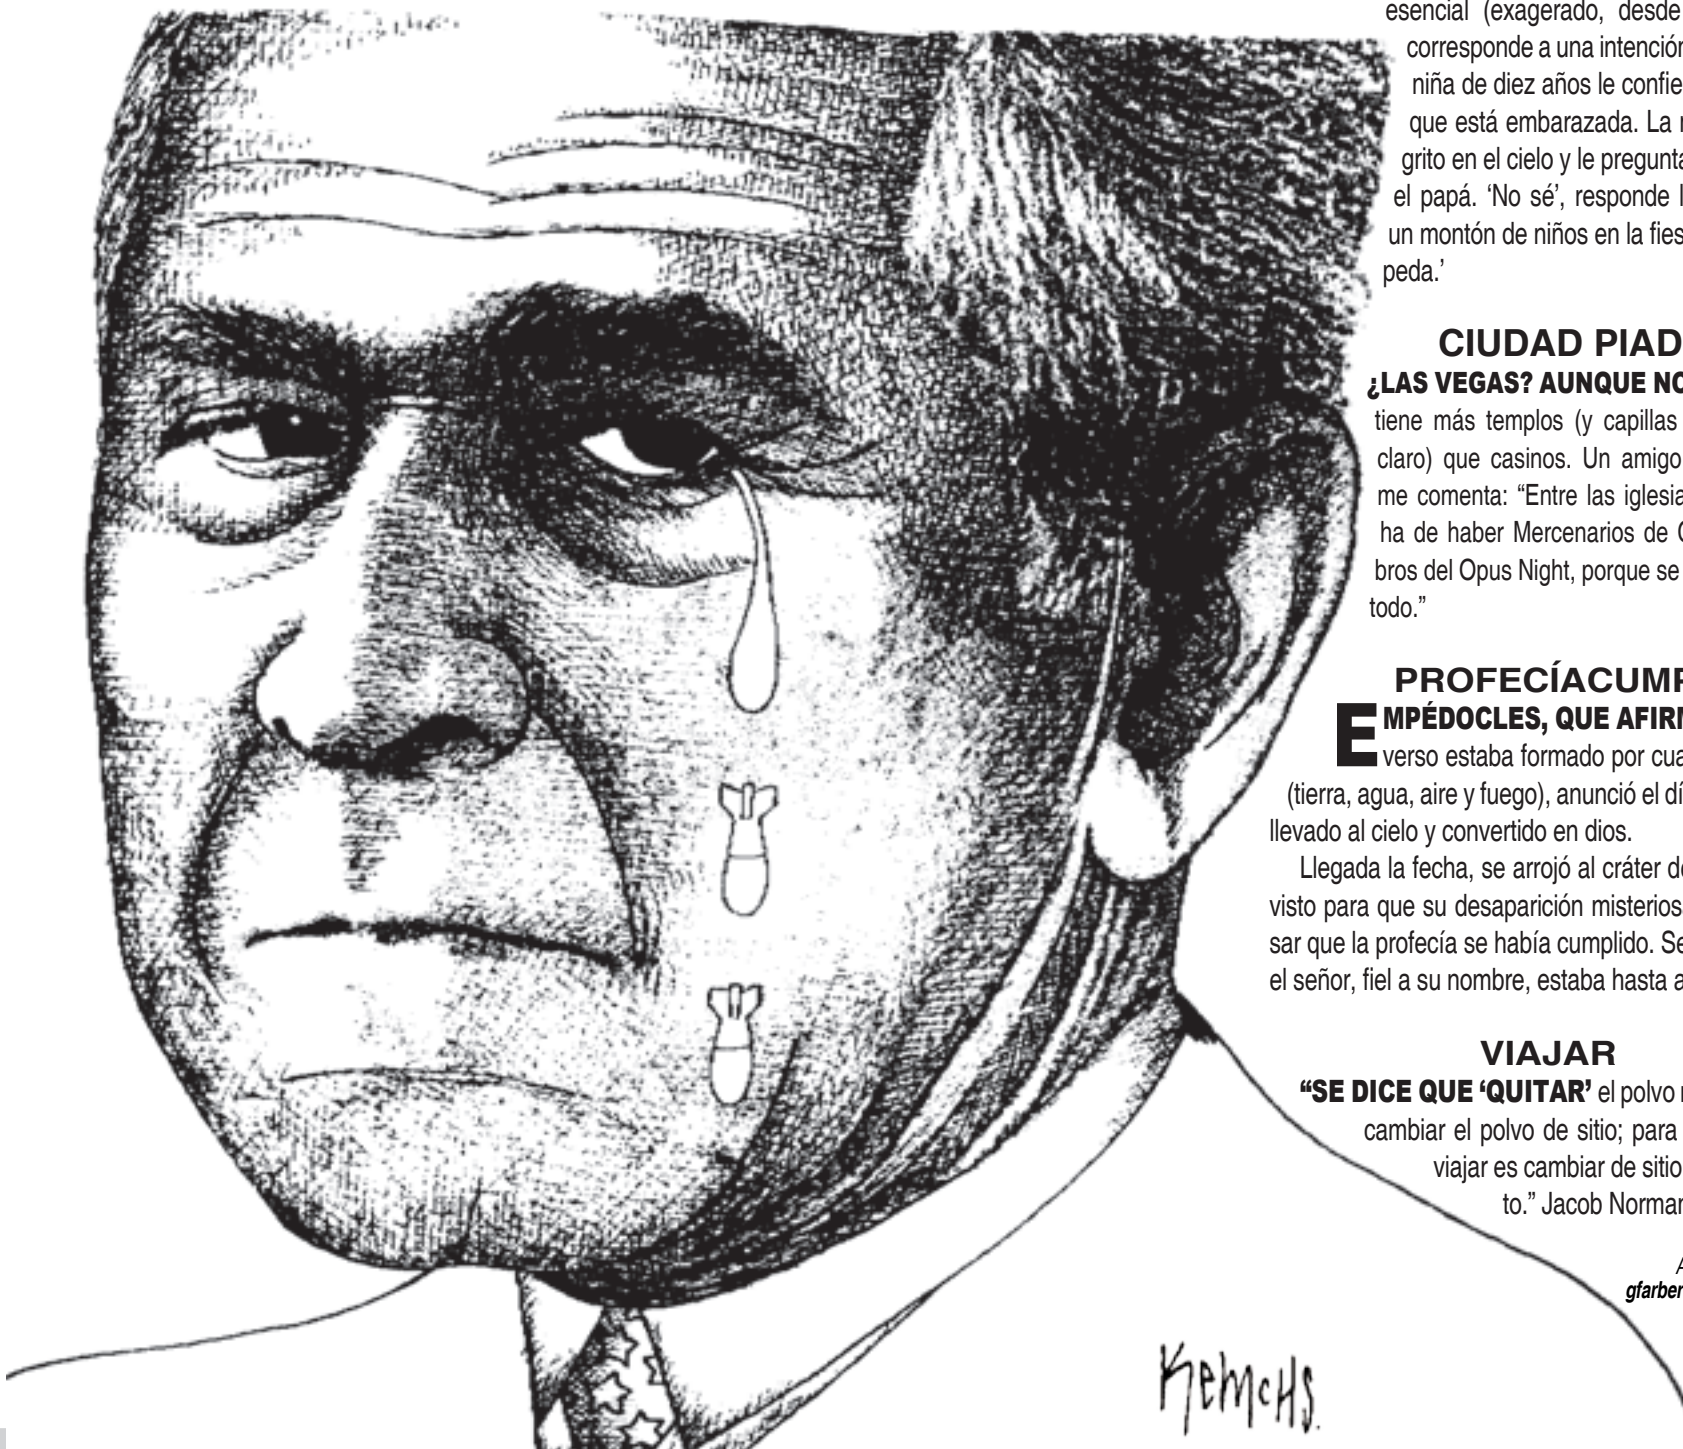 esencial (exagerado, desde
corresponde a una intención
niña de diez años le confie
que está embarazada. La
grito en el cielo y le pregunta
el papá. ‘No sé’, responde
un montón de niños en la fies
peda.’
CIUDAD PIAD
¿LAS VEGAS? AUNQUE NO
tiene más templos (y capillas
claro) que casinos. Un amigo
me comenta: “Entre las iglesia
ha de haber Mercenarios de
bros del Opus Night, porque se
todo.”
PROFECÍACUMP
EMPÉDOCLES, QUE AFIRM
verso estaba formado por cua
(tierra, agua, aire y fuego), anunció el dí
llevado al cielo y convertido en dios.
Llegada la fecha, se arrojó al cráter de
visto para que su desaparición misterios
sar que la profecía se había cumplido. Se
el señor, fiel a su nombre, estaba hasta a
VIAJAR
“SE DICE QUE ‘QUITAR’ el polvo
cambiar el polvo de sitio; para
viajar es cambiar de sitio
to.” Jacob Norman
gfarber
KEMCHS.